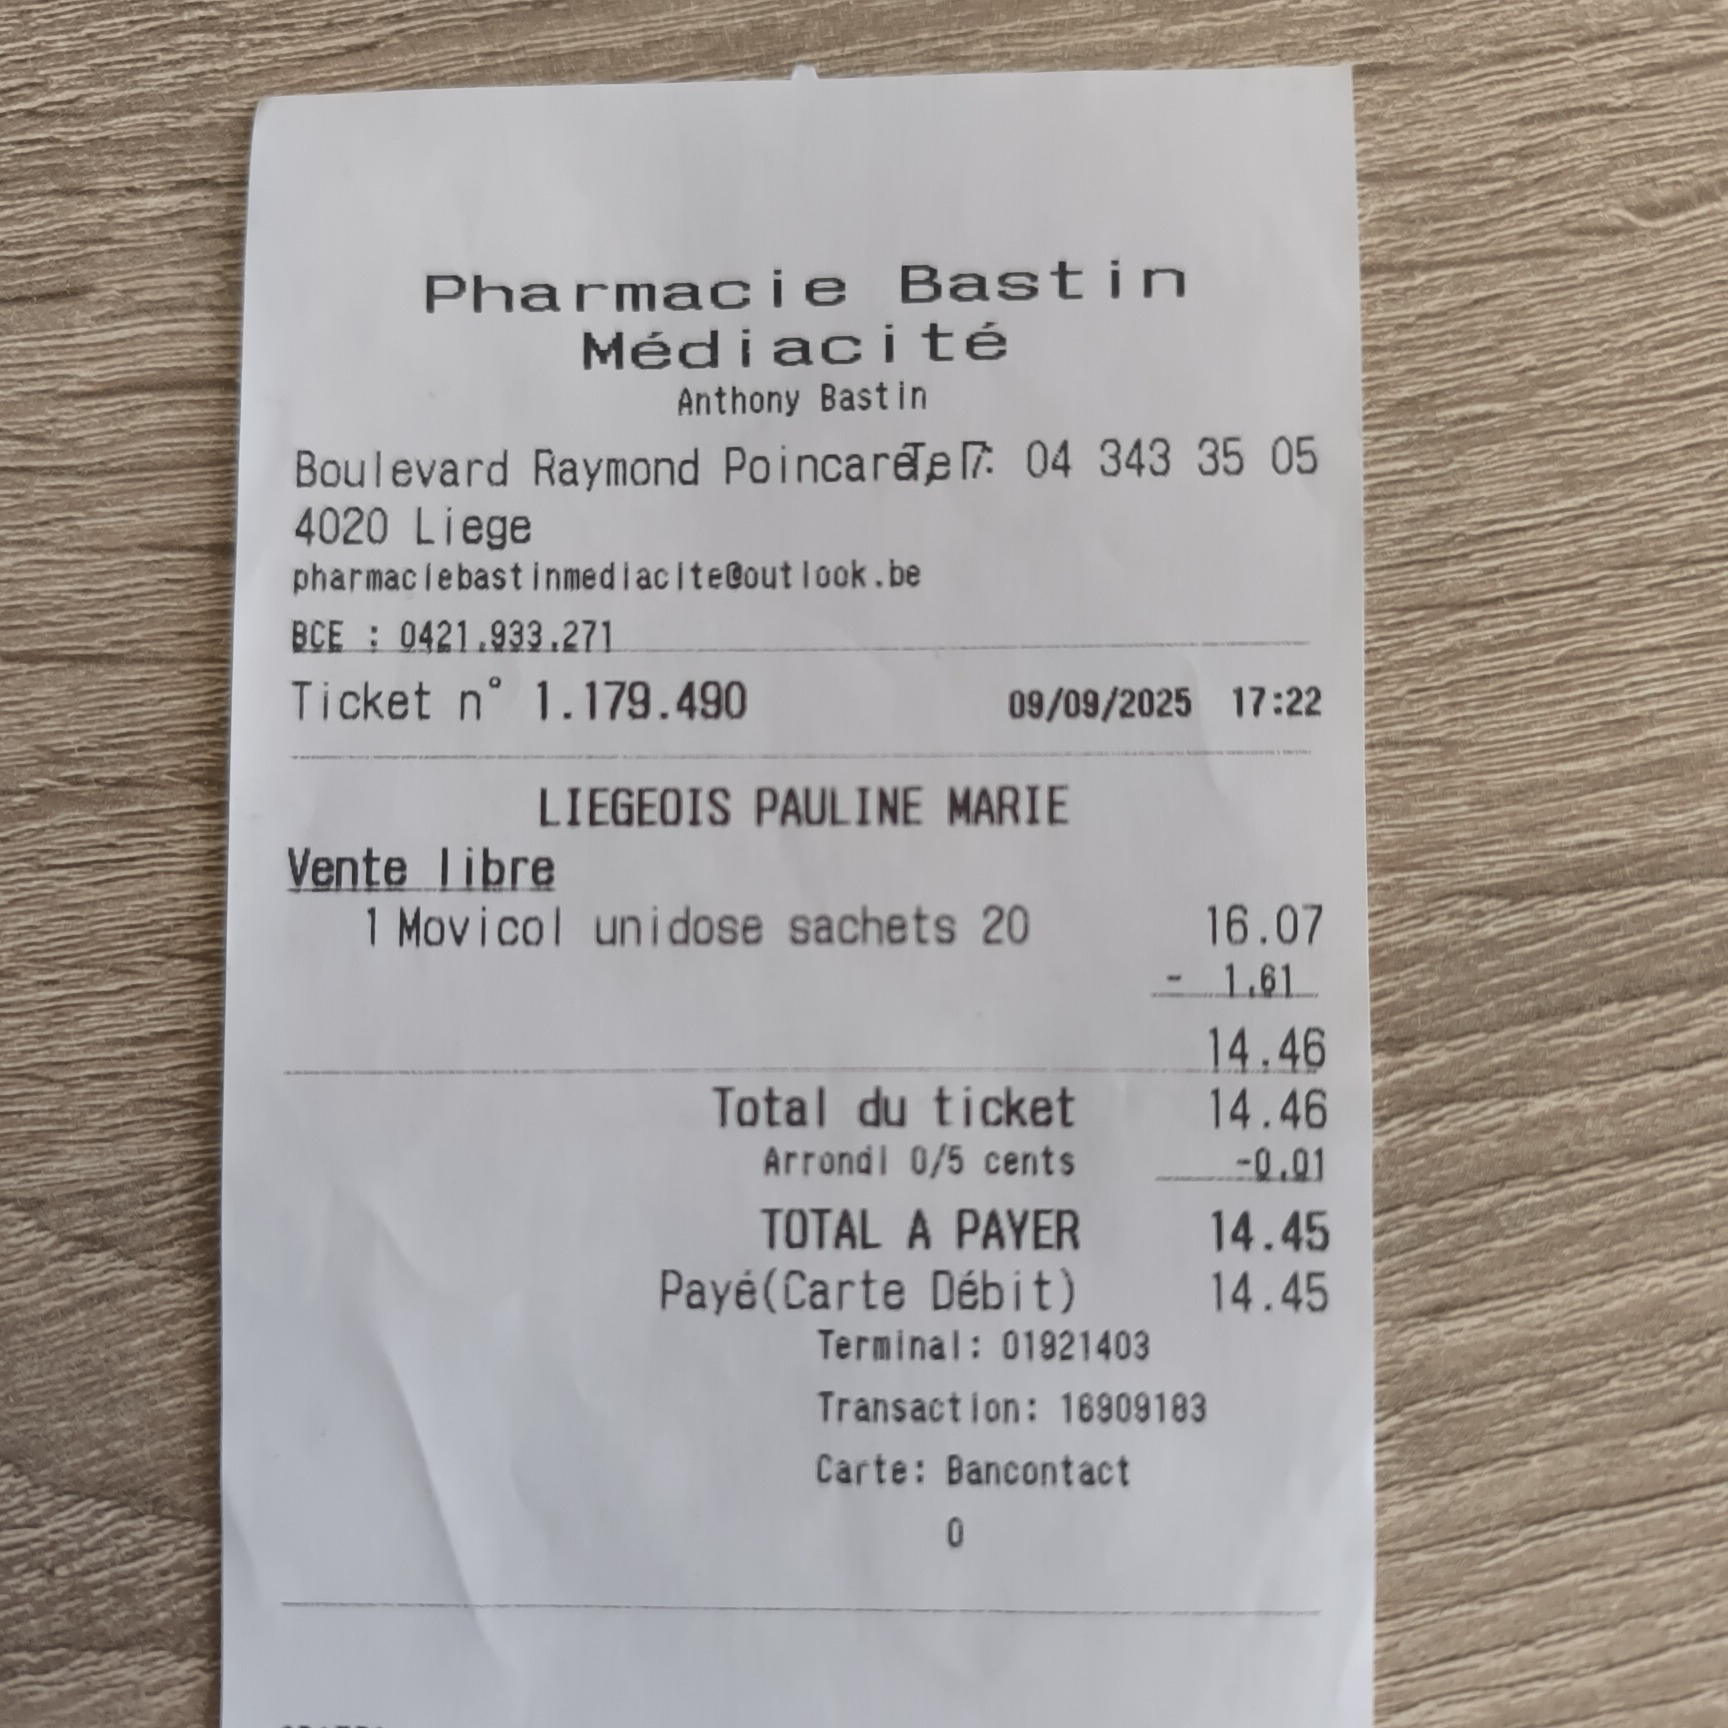 Pharmacie Bastin
Médiacité
Anthony Bastin
Boulevard Raymond Poincaré, 7 Tel : 04 343 35 05
4020 Liege
pharmaciebastinmediacite@outlook.be
BCE : 0421.933.271
Ticket n° 1.179.490 09/09/2025 17:22
LIEGEOIS PAULINE MARIE
Vente libre
1 Movicol unidose sachets 20 16.07
- 1.61
14.46
Total du ticket 14.46
Arrondi 0/5 cents -0.01
TOTAL A PAYER 14.45
Payé(Carte Débit) 14.45
Terminal: 01921403
Transaction: 16909183
Carte: Bancontact
0